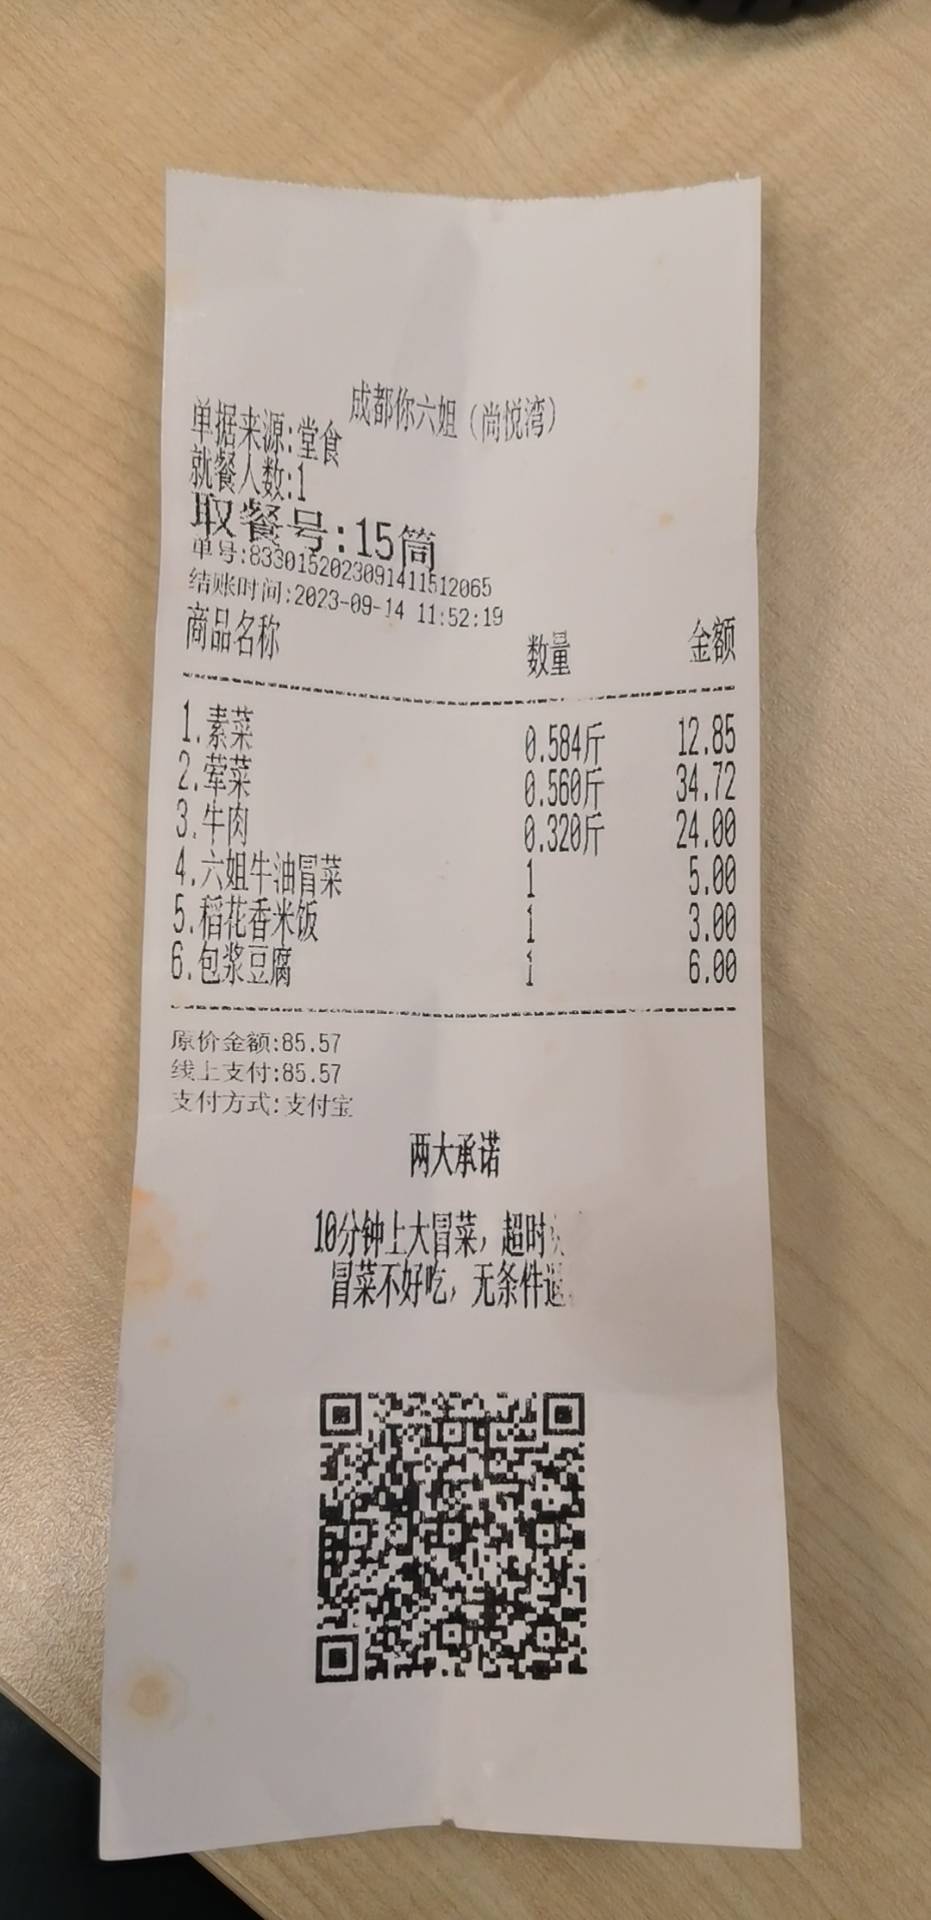 成都你六姐（尚悦湾）
单据来源:堂食
就餐人数:1
取餐号:15筒
单号:8330152023091411512065
结账时间:2023-09-14 11:52:19
商品名称 数量 金额
1.素菜 0.584斤 12.85
2.荤菜 0.560斤 34.72
3.牛肉 0.320斤 24.00
4.六姐牛油冒菜 1 5.00
5.稻花香米饭 1 3.00
6.包浆豆腐 1 6.00
原价金额:85.57
线上支付:85.57
支付方式:支付宝
两大承诺
10分钟上大冒菜，超时
冒菜不好吃，无条件退